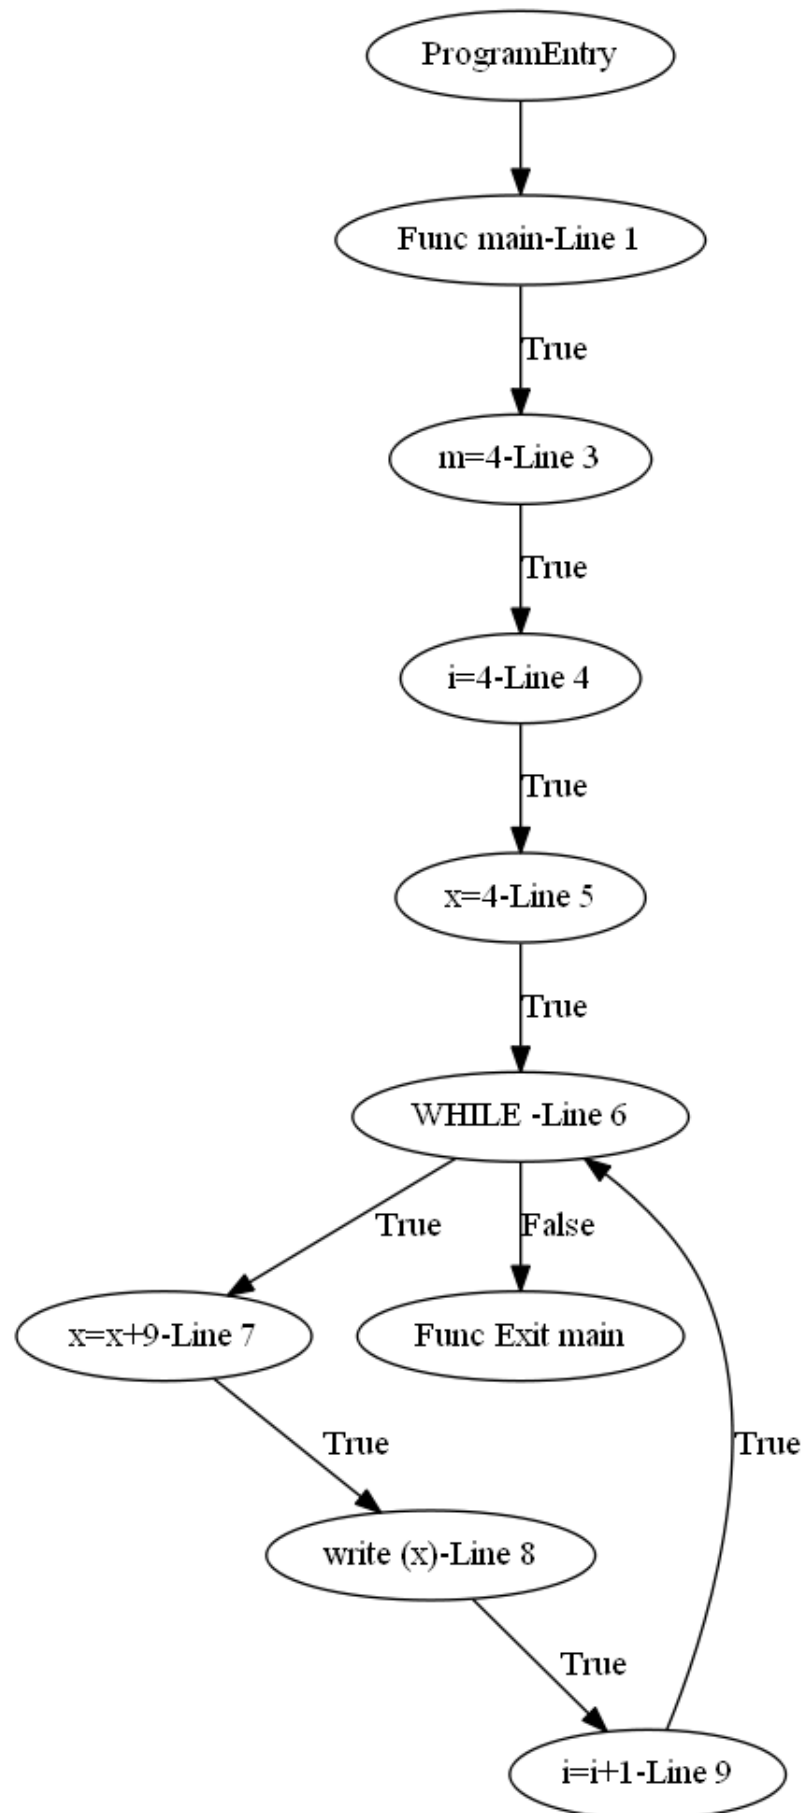 ProgramEntry
Func main-Line 1
True
m=4-Line 3
True
i=4-Line 4
True
x=4-Line 5
True
WHILE -Line 6
True
False
x=x+9-Line 7
Func Exit main
True
True
write (x)-Line 8
True
i=i+1-Line 9